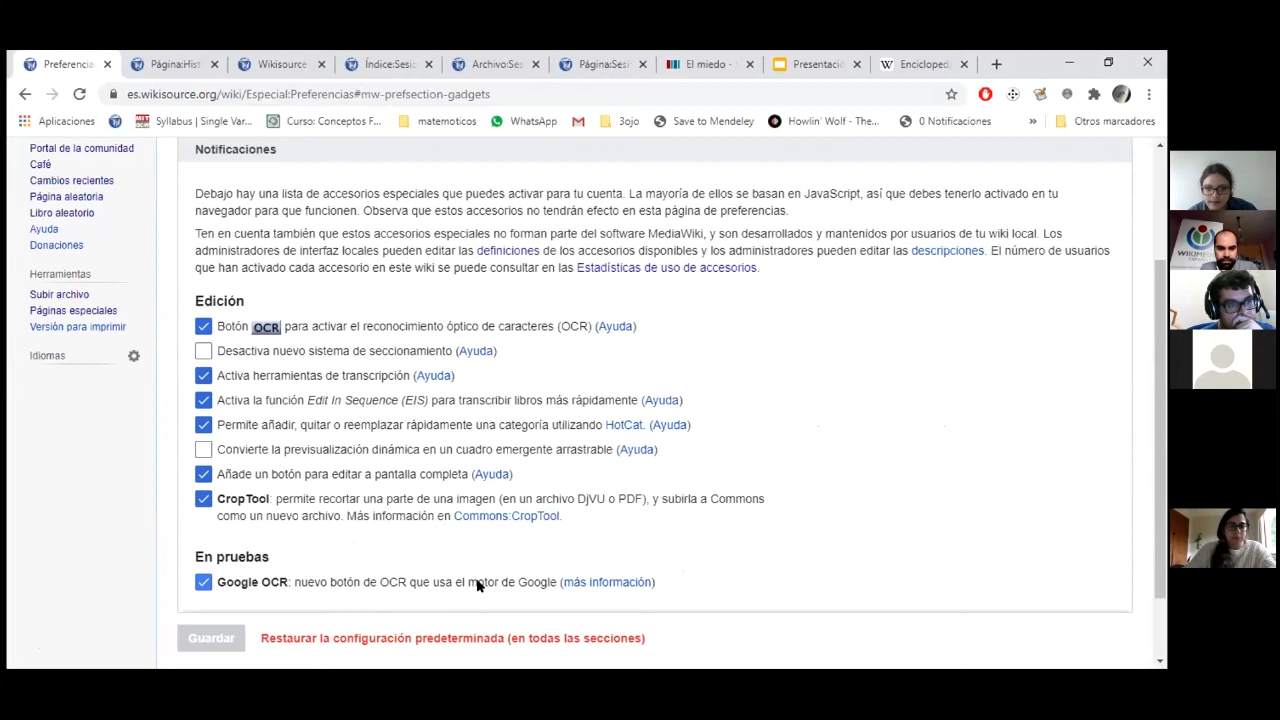 Preferencia
Página:Hist
Wikisource
Índice:Sesio
Archivo:Ses
Página:Sesi
El miedo -
Presentació
Encicloped
es.wikisource.org/wiki/Especial:Preferencias#mw-prefsection-gadgets
Aplicaciones
Syllabus | Single Var...
Curso: Conceptos F...
matemoticos
WhatsApp
3ojo
Save to Mendeley
Howlin' Wolf - The...
0 Notificaciones
»
Otros marcadores
Portal de la comunidad
Café
Cambios recientes
Página aleatoria
Libro aleatorio
Ayuda
Donaciones
Herramientas
Subir archivo
Páginas especiales
Versión para imprimir
Idiomas
Notificaciones
Debajo hay una lista de accesorios especiales que puedes activar para tu cuenta. La mayoría de ellos se basan en JavaScript, así que debes tenerlo activado en tu
navegador para que funcionen. Observa que estos accesorios no tendrán efecto en esta página de preferencias.
Ten en cuenta también que estos accesorios especiales no forman parte del software MediaWiki, y son desarrollados y mantenidos por usuarios de tu wiki local. Los
administradores de interfaz locales pueden editar las definiciones de los accesorios disponibles y los administradores pueden editar las descripciones. El número de usuarios
que han activado cada accesorio en este wiki se puede consultar en las Estadísticas de uso de accesorios.
Edición
Botón OCR para activar el reconocimiento óptico de caracteres (OCR) (Ayuda)
Desactiva nuevo sistema de seccionamiento (Ayuda)
Activa herramientas de transcripción (Ayuda)
Activa la función Edit In Sequence (EIS) para transcribir libros más rápidamente (Ayuda)
Permite añadir, quitar o reemplazar rápidamente una categoría utilizando HotCat. (Ayuda)
Convierte la previsualización dinámica en un cuadro emergente arrastrable (Ayuda)
Añade un botón para editar a pantalla completa (Ayuda)
CropTool: permite recortar una parte de una imagen (en un archivo DjVU o PDF), y subirla a Commons
como un nuevo archivo. Más información en Commons:CropTool.
En pruebas
Google OCR: nuevo botón de OCR que usa el motor de Google (más información)
Guardar
Restaurar la configuración predeterminada (en todas las secciones)